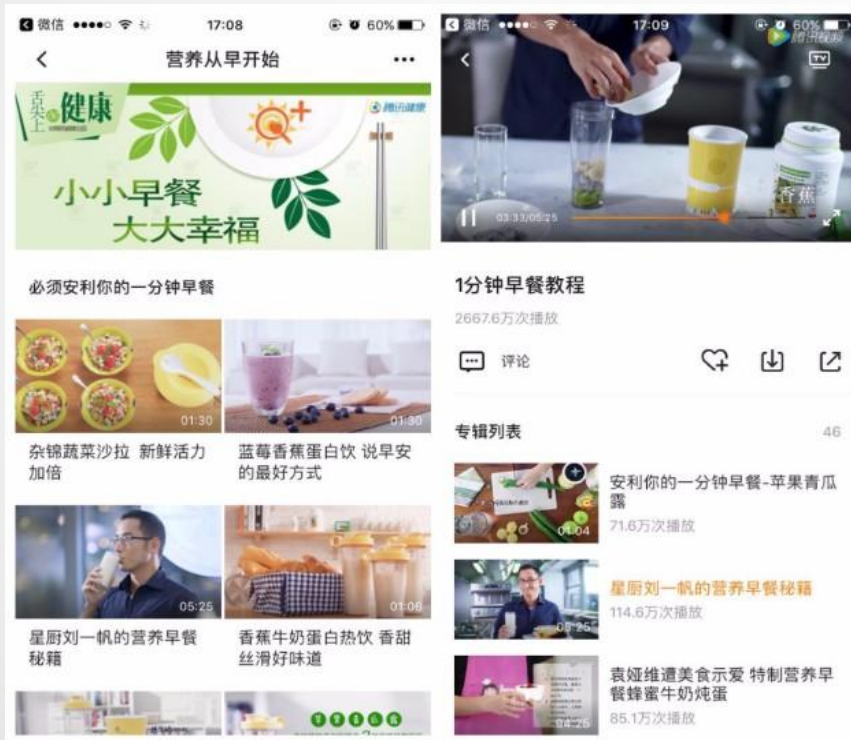 微信
17:08
60%
营养从早开始
舌尖上
的
健康
腾讯健康
小小早餐
大大幸福
必须安利你的一分钟早餐
01:30
01:30
杂锦蔬菜沙拉 新鲜活力
加倍
蓝莓香蕉蛋白饮 说早安
的最好方式
05:25
01:06
星厨刘一帆的营养早餐
秘籍
香蕉牛奶蛋白热饮 香甜
丝滑好味道
微信
17:09
60%
腾讯视频
TV
香蕉
03:33/05:25
1分钟早餐教程
2667.6万次播放
评论
专辑列表
46
01:04
安利你的一分钟早餐-苹果青瓜
露
71.6万次播放
05:25
星厨刘一帆的营养早餐秘籍
114.6万次播放
04:26
袁娅维遭美食示爱 特制营养早
餐蜂蜜牛奶炖蛋
85.1万次播放